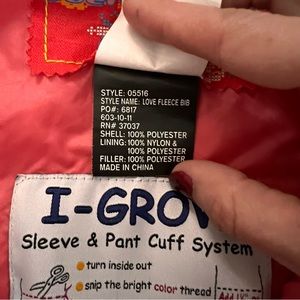 STYLE: 05516
STYLE NAME: LOVE FLEECE BIB
PO#: 6817
603-10-11
RN# 37037
SHELL: 100% POLYESTER
LINING: 100% NYLON &
100% POLYESTER
FILLER: 100% POLYESTER
MADE IN CHINA
I-GROW
Sleeve & Pant Cuff System
turn inside out
snip the bright color thread